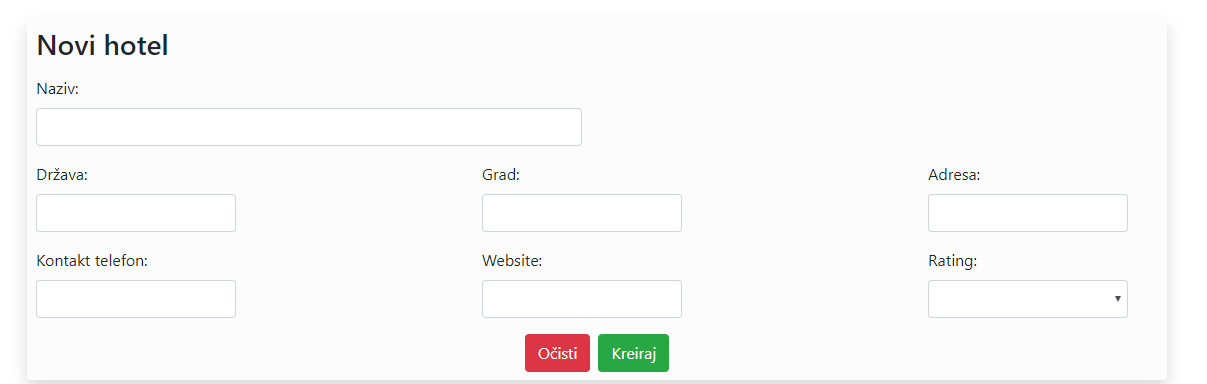 Novi hotel
Naziv:
Država: Grad: Adresa:
Kontakt telefon: Website: Rating:
Očisti Kreiraj